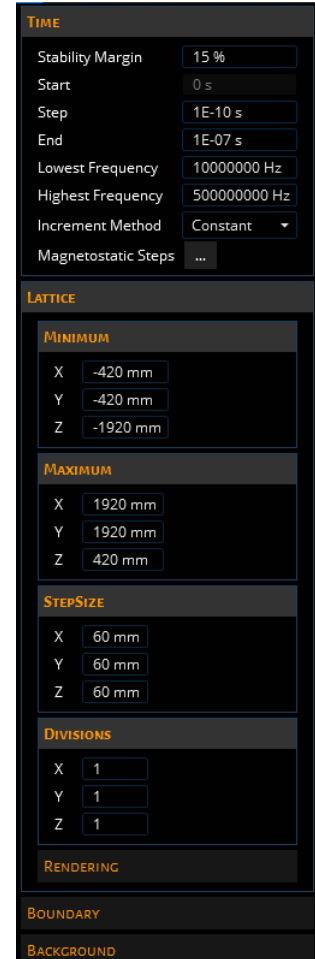 TIME
Stability Margin 15 %
Start 0 s
Step 1E-10 s
End 1E-07 s
Lowest Frequency 10000000 Hz
Highest Frequency 500000000 Hz
Increment Method Constant
Magnetostatic Steps ...
LATTICE
MINIMUM
X -420 mm
Y -420 mm
Z -1920 mm
MAXIMUM
X 1920 mm
Y 1920 mm
Z 420 mm
STEPSIZE
X 60 mm
Y 60 mm
Z 60 mm
DIVISIONS
X 1
Y 1
Z 1
RENDERING
BOUNDARY
BACKGROUND